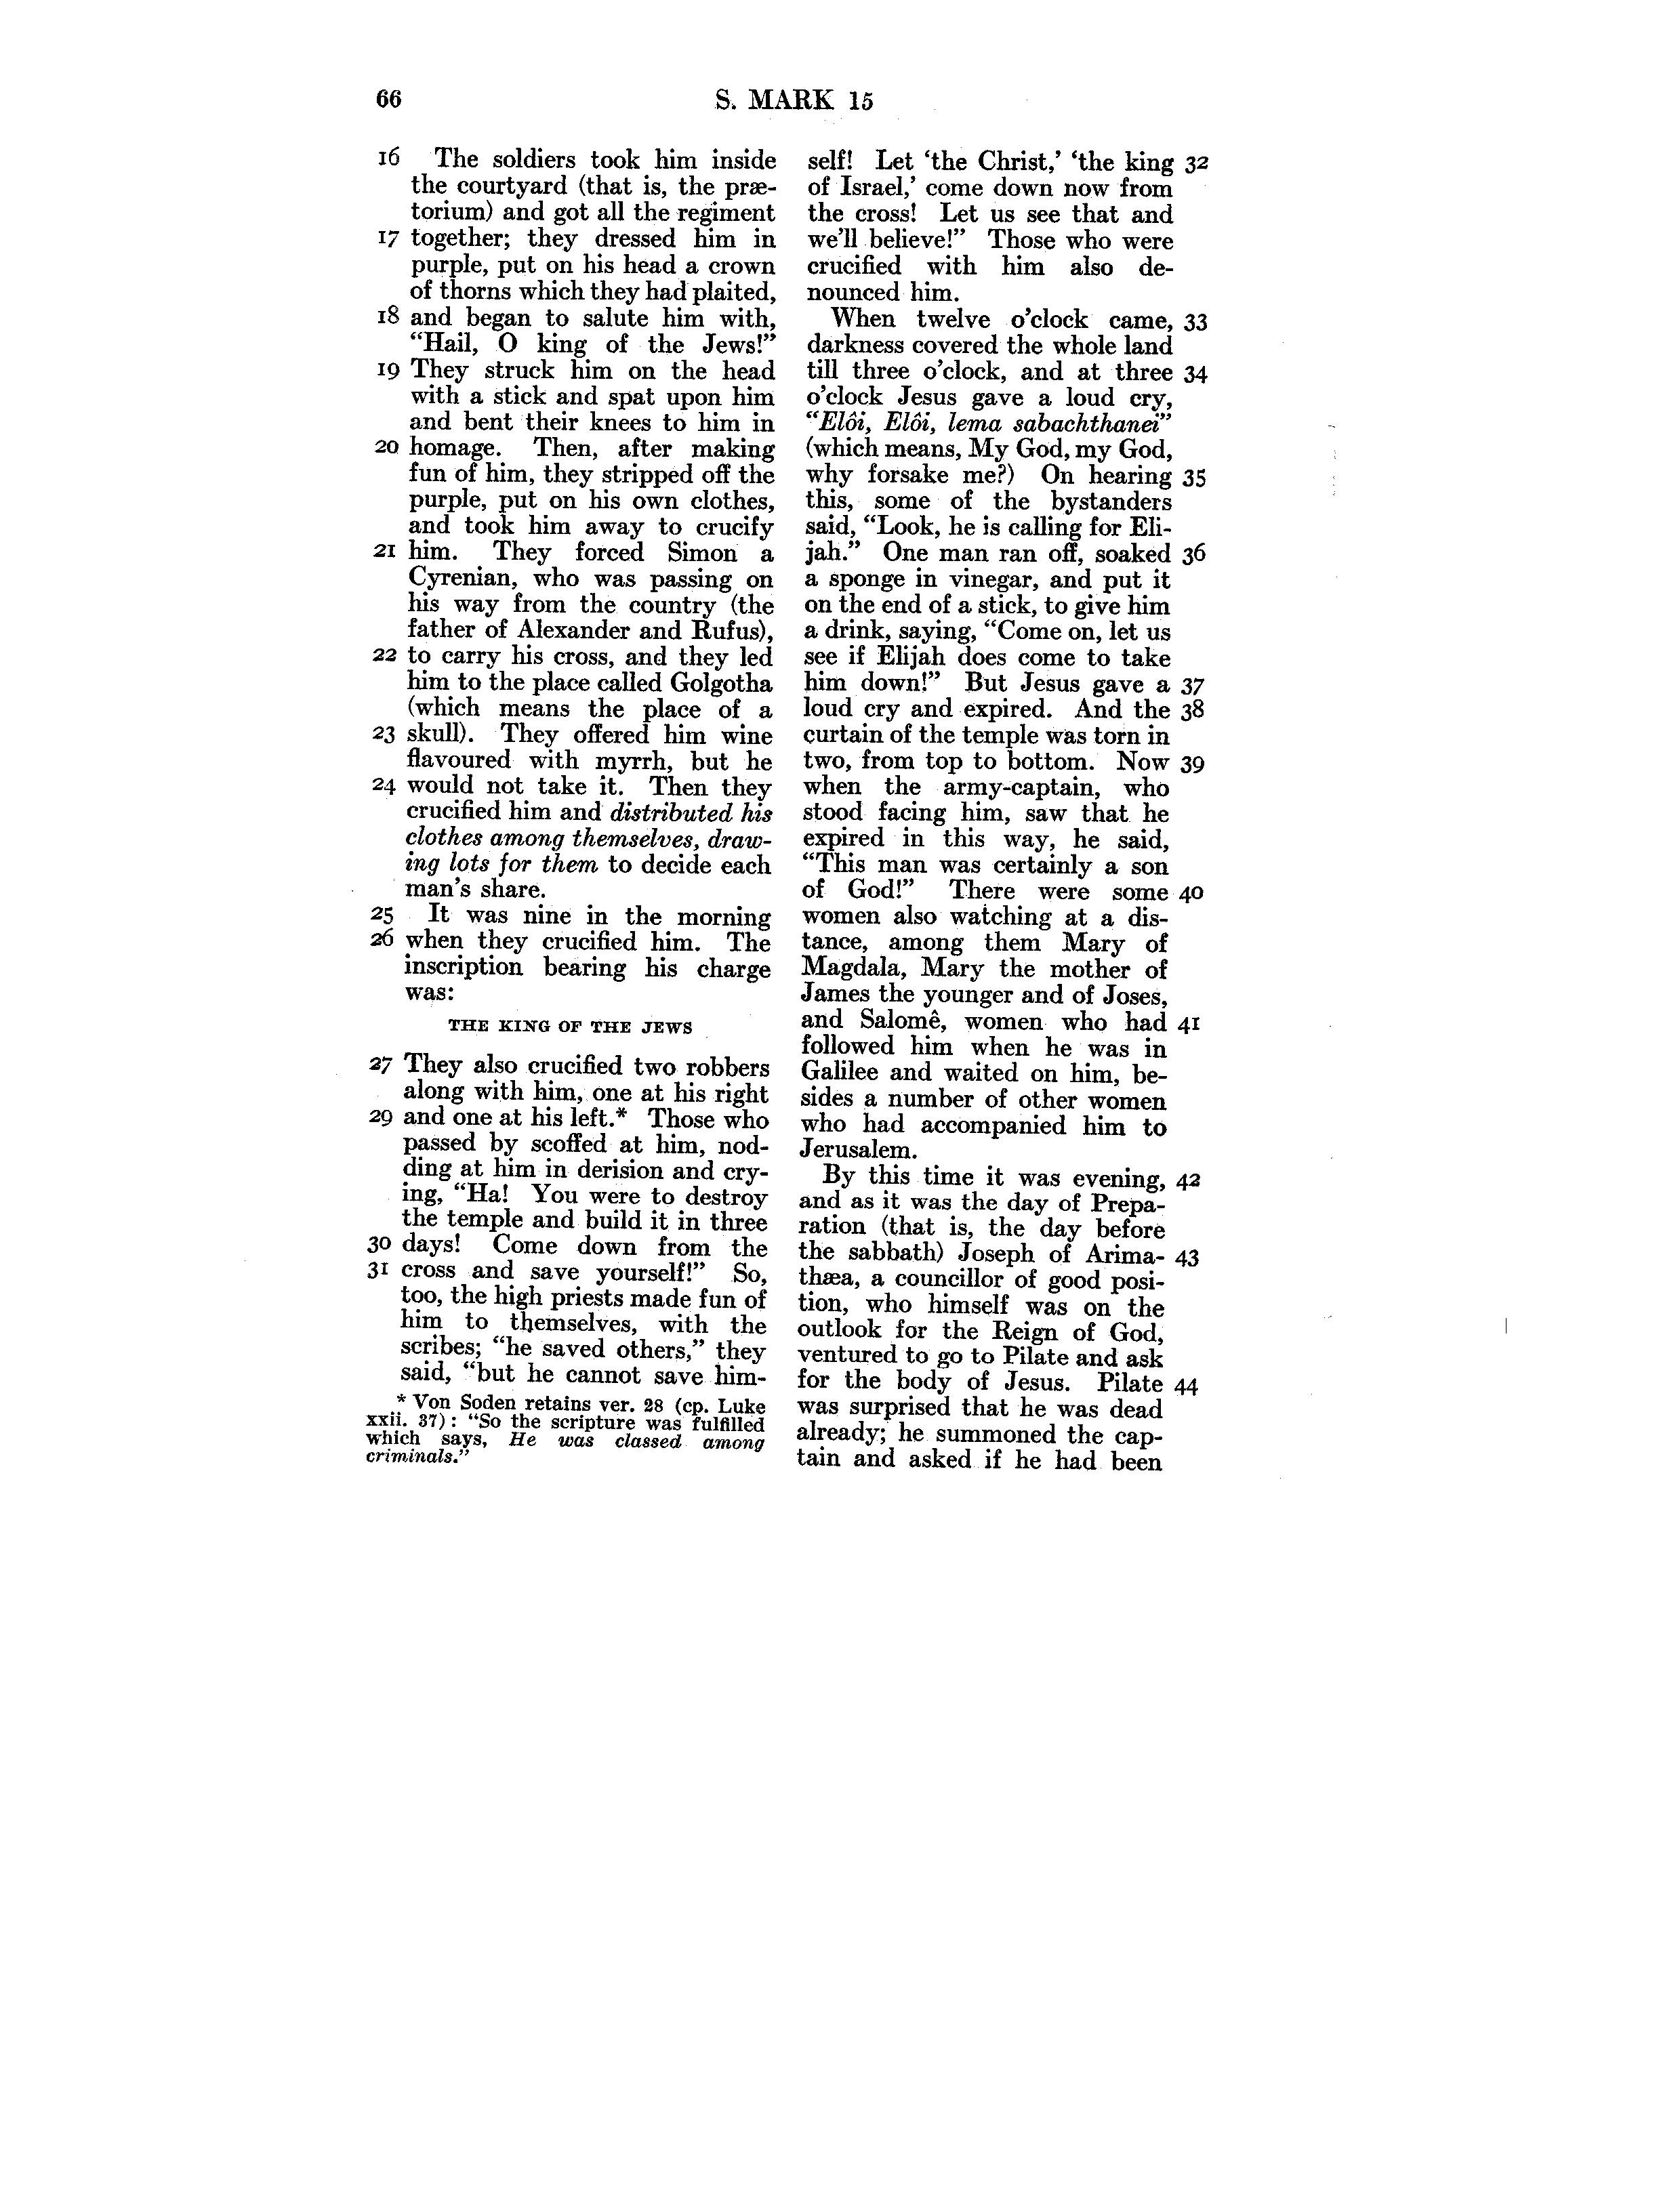 66
S. MARK 15
16 The soldiers took him inside
the courtyard (that is, the præ-
torium) and got all the regiment
17 together; they dressed him in
purple, put on his head a crown
of thorns which they had plaited,
18 and began to salute him with,
“Hail, O king of the Jews!”
19 They struck him on the head
with a stick and spat upon him
and bent their knees to him in
20 homage. Then, after making
fun of him, they stripped off the
purple, put on his own clothes,
and took him away to crucify
21 him. They forced Simon a
Cyrenian, who was passing on
his way from the country (the
father of Alexander and Rufus),
22 to carry his cross, and they led
him to the place called Golgotha
(which means the place of a
23 skull). They offered him wine
flavoured with myrrh, but he
24 would not take it. Then they
crucified him and distributed his
clothes among themselves, draw-
ing lots for them to decide each
man’s share.
25 It was nine in the morning
26 when they crucified him. The
inscription bearing his charge
was:
THE KING OF THE JEWS
27 They also crucified two robbers
along with him, one at his right
29 and one at his left.* Those who
passed by scoffed at him, nod-
ding at him in derision and cry-
ing, “Ha! You were to destroy
the temple and build it in three
30 days! Come down from the
31 cross and save yourself!” So,
too, the high priests made fun of
him to themselves, with the
scribes; “he saved others,” they
said, “but he cannot save him-
* Von Soden retains ver. 28 (cp. Luke
xxii. 37): “So the scripture was fulfilled
which says, He was classed among
criminals.”
self! Let ‘the Christ,’ ‘the king 32
of Israel,’ come down now from
the cross! Let us see that and
we’ll believe!” Those who were
crucified with him also de-
nounced him.
When twelve o’clock came, 33
darkness covered the whole land
till three o’clock, and at three 34
o’clock Jesus gave a loud cry,
“Elôi, Elôi, lema sabachthanei”
(which means, My God, my God,
why forsake me?) On hearing 35
this, some of the bystanders
said, “Look, he is calling for Eli-
jah.” One man ran off, soaked 36
a sponge in vinegar, and put it
on the end of a stick, to give him
a drink, saying, “Come on, let us
see if Elijah does come to take
him down!” But Jesus gave a 37
loud cry and expired. And the 38
curtain of the temple was torn in
two, from top to bottom. Now 39
when the army-captain, who
stood facing him, saw that he
expired in this way, he said,
“This man was certainly a son
of God!” There were some 40
women also watching at a dis-
tance, among them Mary of
Magdala, Mary the mother of
James the younger and of Joses,
and Salomê, women who had 41
followed him when he was in
Galilee and waited on him, be-
sides a number of other women
who had accompanied him to
Jerusalem.
By this time it was evening, 42
and as it was the day of Prepa-
ration (that is, the day before
the sabbath) Joseph of Arima- 43
thæa, a councillor of good posi-
tion, who himself was on the
outlook for the Reign of God,
ventured to go to Pilate and ask
for the body of Jesus. Pilate 44
was surprised that he was dead
already; he summoned the cap-
tain and asked if he had been